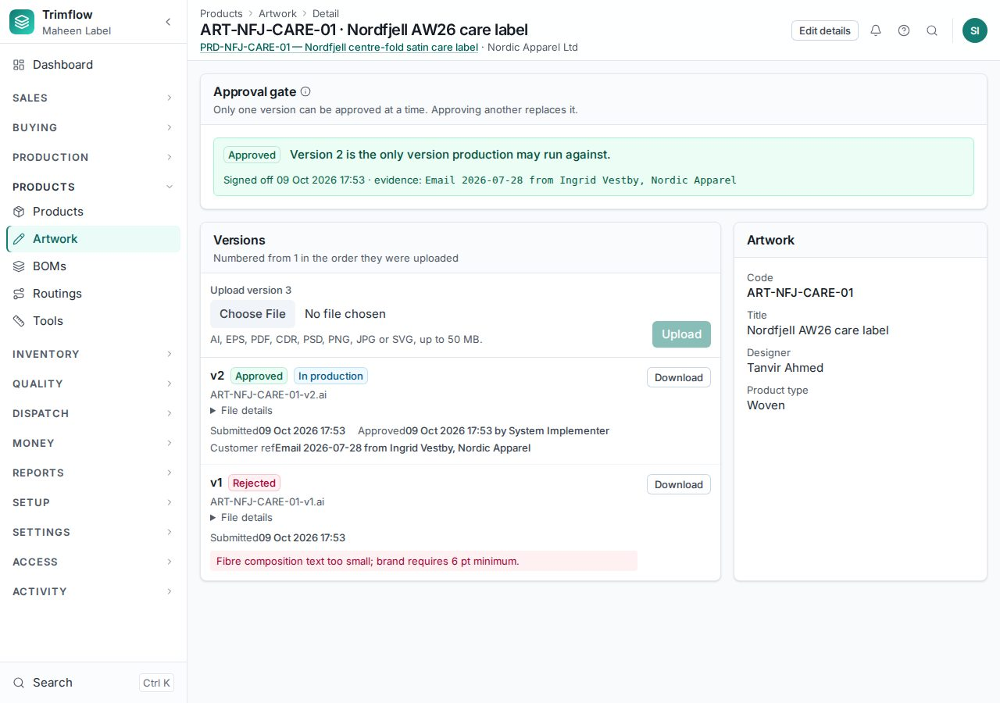 Trimflow
Maheen Label
Dashboard
SALES
BUYING
PRODUCTION
PRODUCTS
Products
Artwork
BOMs
Routings
Tools
INVENTORY
QUALITY
DISPATCH
MONEY
REPORTS
SETUP
SETTINGS
ACCESS
ACTIVITY
Search Ctrl K
Products Artwork Detail
ART-NFJ-CARE-01 · Nordfjell AW26 care label
PRD-NFJ-CARE-01 — Nordfjell centre-fold satin care label · Nordic Apparel Ltd
Edit details
SI
Approval gate
Only one version can be approved at a time. Approving another replaces it.
Approved Version 2 is the only version production may run against.
Signed off 09 Oct 2026 17:53 · evidence: Email 2026-07-28 from Ingrid Vestby, Nordic Apparel
Versions
Numbered from 1 in the order they were uploaded
Upload version 3
Choose File No file chosen
AI, EPS, PDF, CDR, PSD, PNG, JPG or SVG, up to 50 MB.
Upload
v2 Approved In production
Download
ART-NFJ-CARE-01-v2.ai
File details
Submitted09 Oct 2026 17:53 Approved09 Oct 2026 17:53 by System Implementer
Customer refEmail 2026-07-28 from Ingrid Vestby, Nordic Apparel
v1 Rejected
Download
ART-NFJ-CARE-01-v1.ai
File details
Submitted09 Oct 2026 17:53
Fibre composition text too small; brand requires 6 pt minimum.
Artwork
Code
ART-NFJ-CARE-01
Title
Nordfjell AW26 care label
Designer
Tanvir Ahmed
Product type
Woven